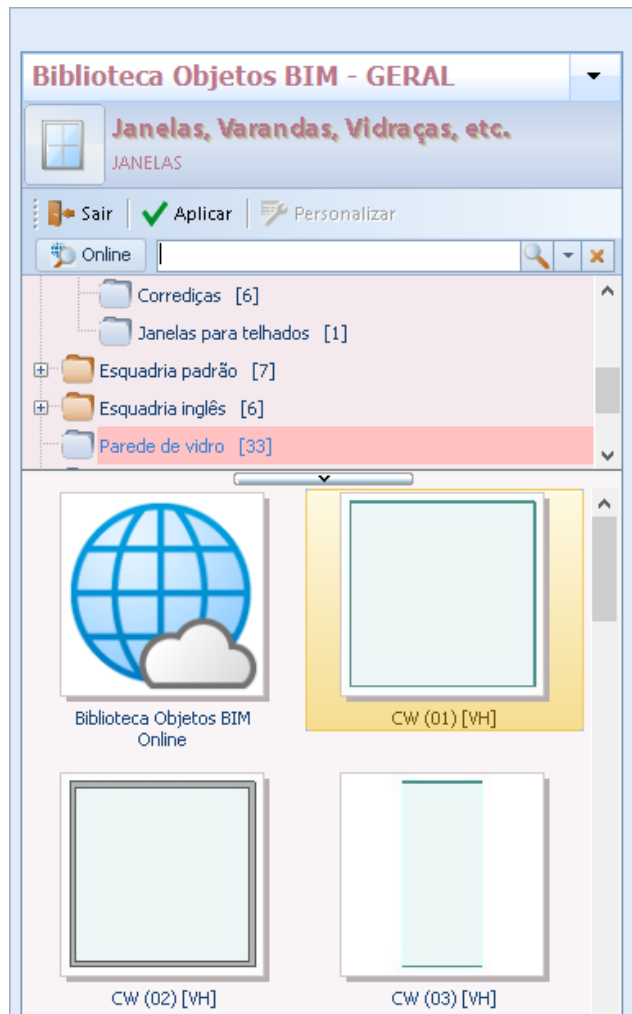 Biblioteca Objetos BIM - GERAL
Janelas, Varandas, Vidraças, etc.
JANELAS
Sair
Aplicar
Personalizar
Online
Corrediças [6]
Janelas para telhados [1]
Esquadria padrão [7]
Esquadria inglês [6]
Parede de vidro [33]
Biblioteca Objetos BIM
Online
CW (01) [VH]
CW (02) [VH]
CW (03) [VH]